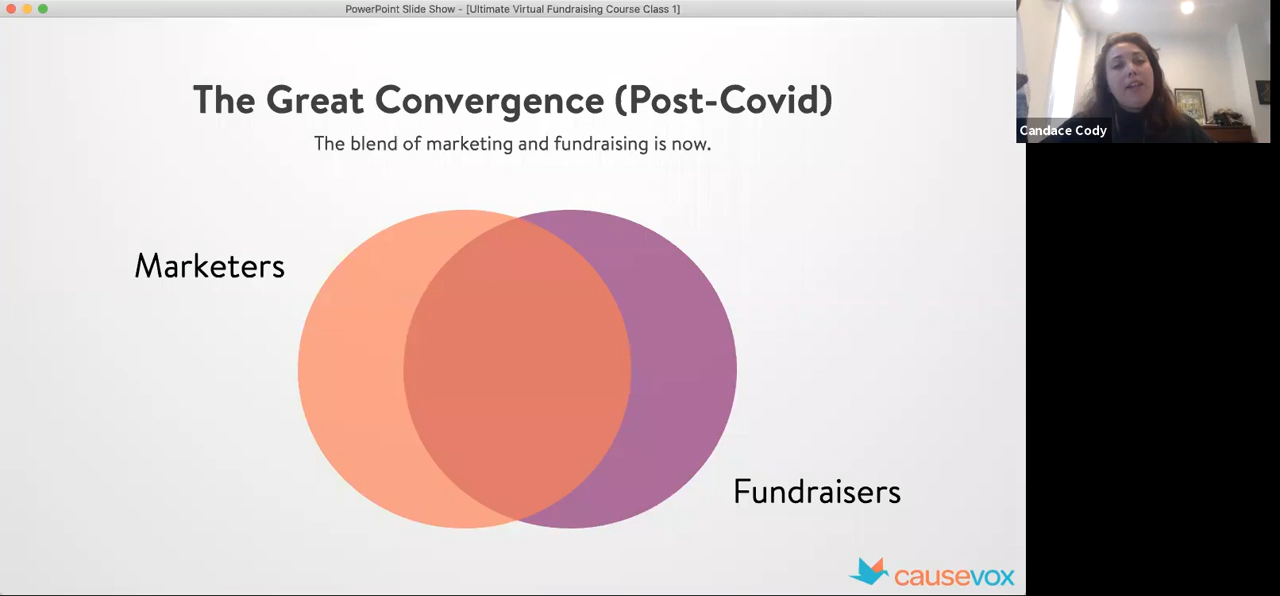 PowerPoint Slide Show - [Ultimate Virtual Fundraising Course Class 1]
The Great Convergence (Post-Covid)
The blend of marketing and fundraising is now.
Marketers
Fundraisers
causevox
Candace Cody